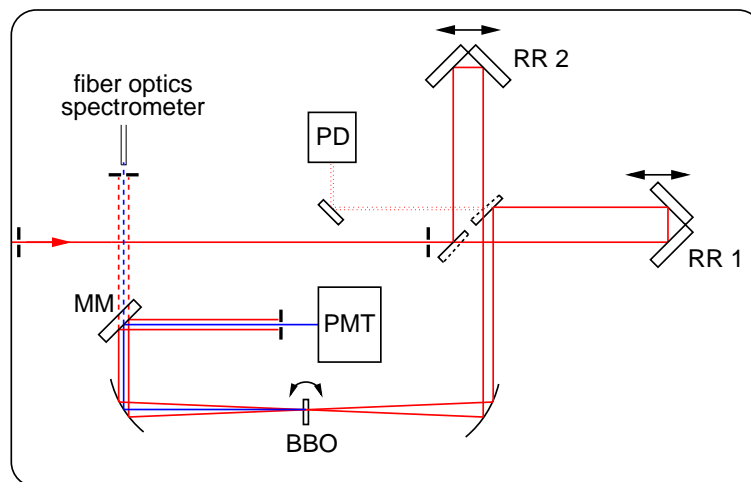 RR 2
fiber optics
spectrometer
PD
RR 1
MM
PMT
BBO